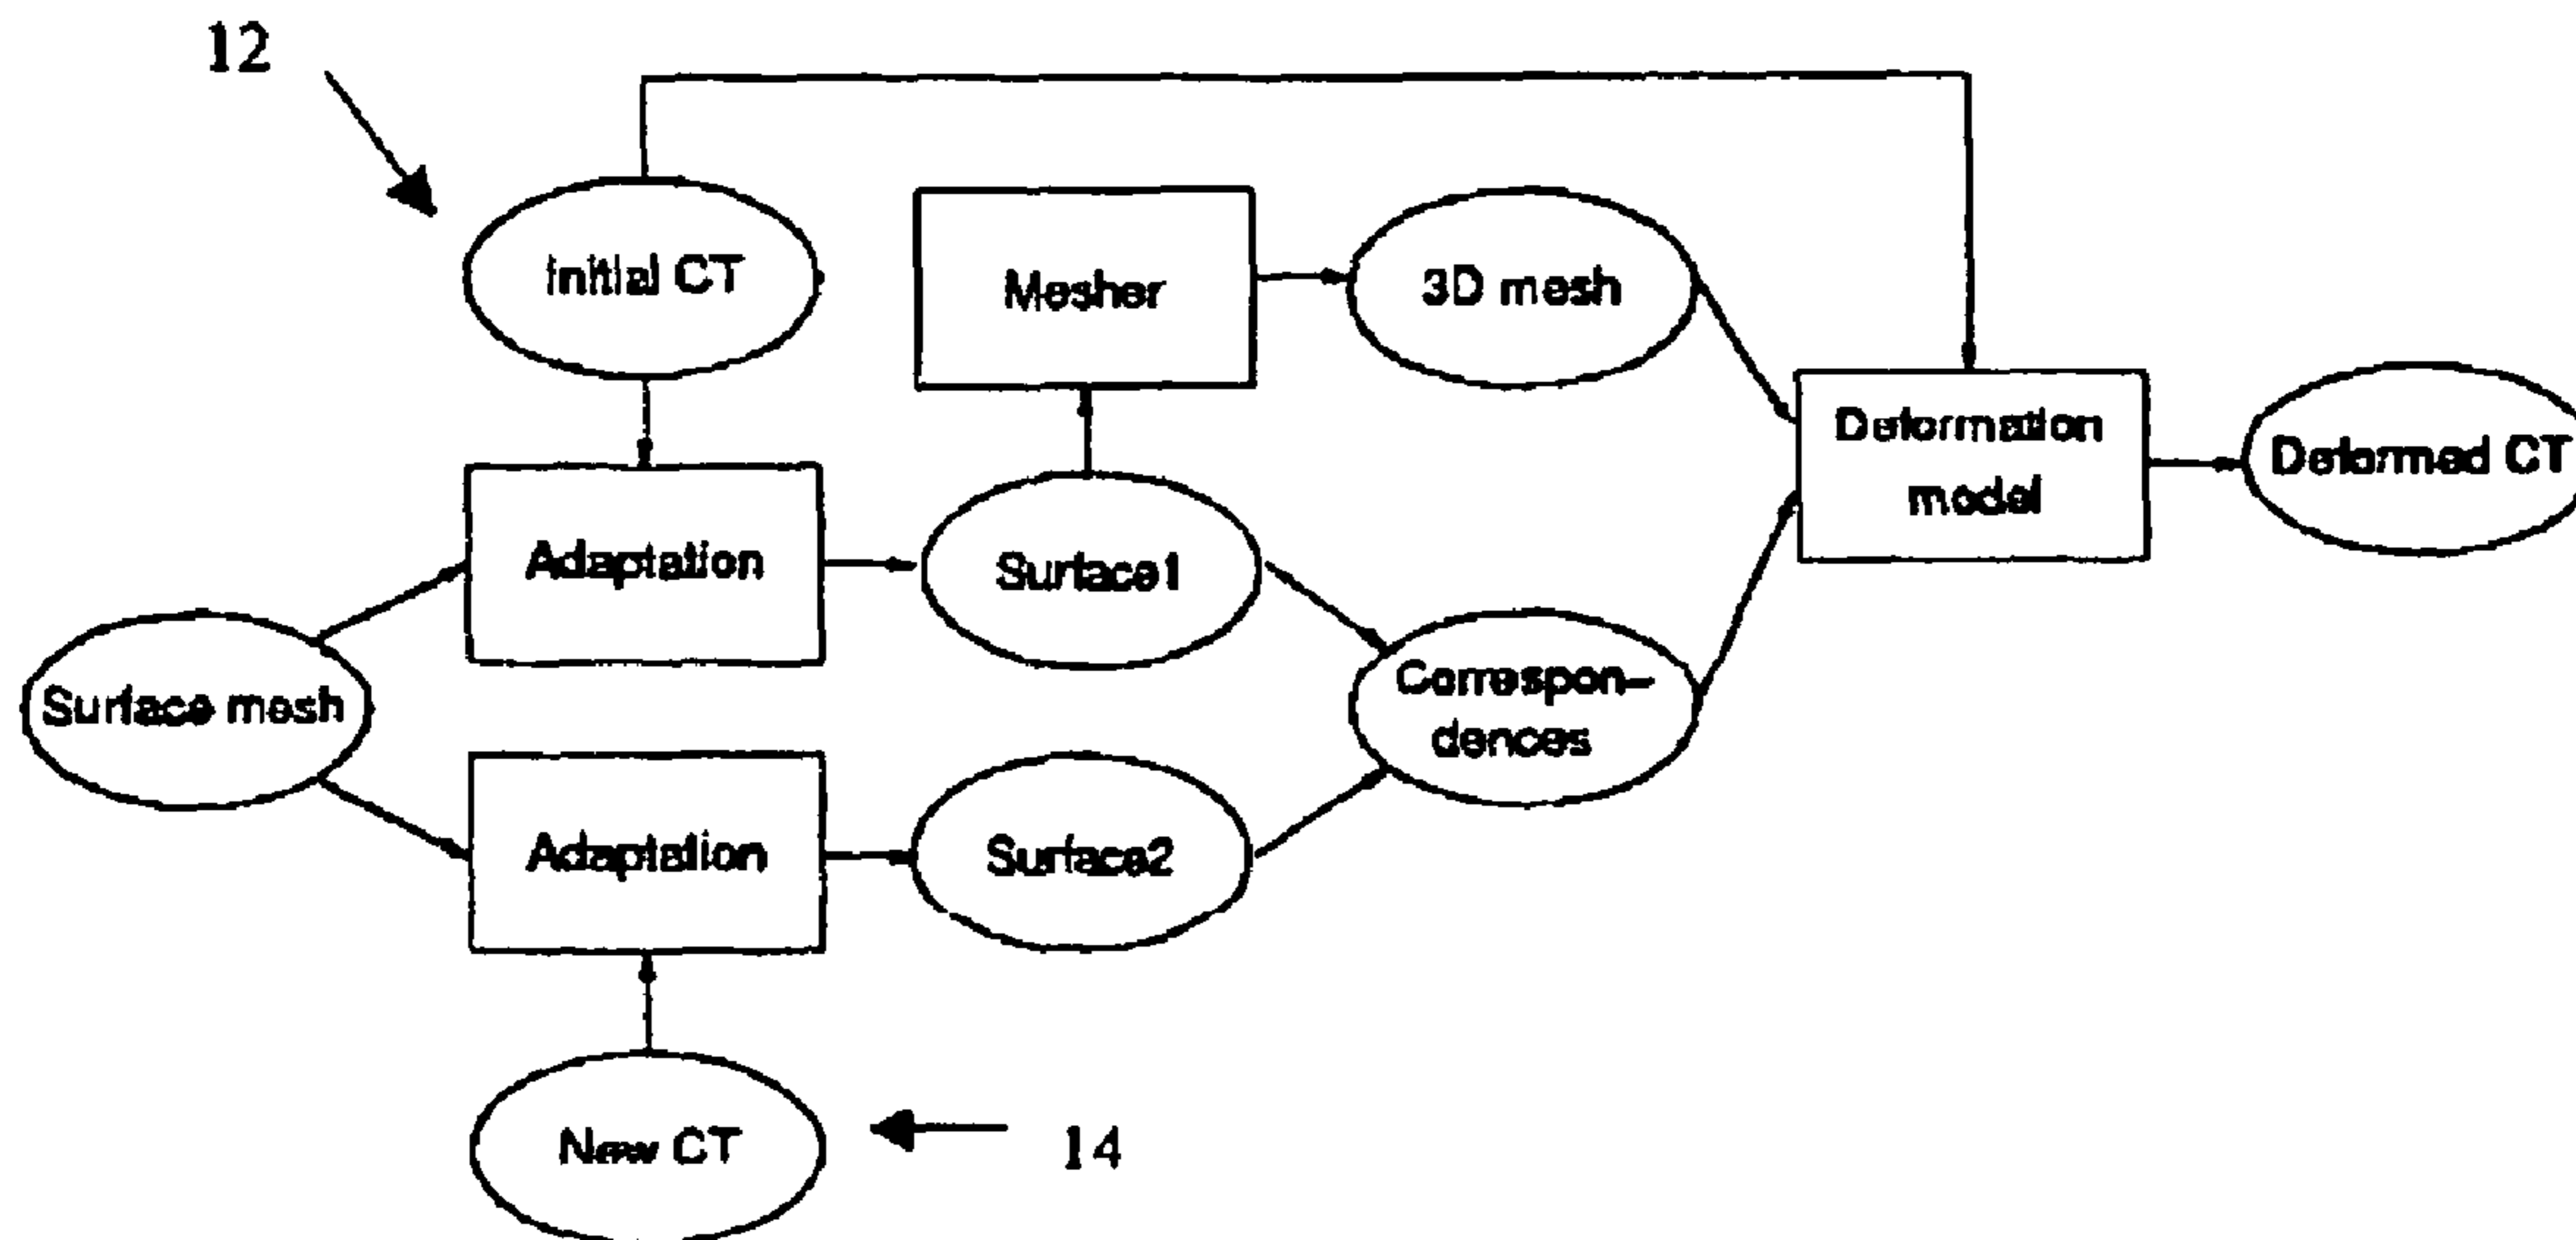 12
Initial CT
Mesher
3D mesh
Deformation
model
Deformed CT
Adaptation
Surface1
Surface mesh
Correspon-
dences
Adaptation
Surface2
New CT
14